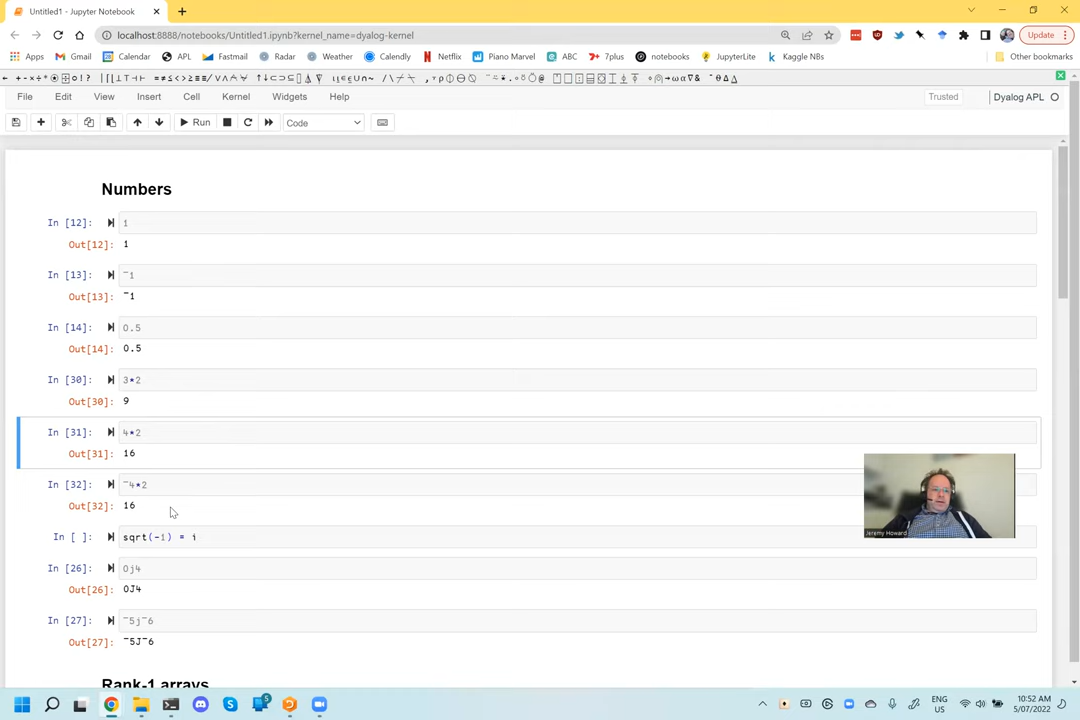 Untitled1 - Jupyter Notebook
localhost:8888/notebooks/Untitled1.ipynb?kernel_name=dyalog-kernel
Update
Apps Gmail Calendar APL Fastmail Radar Weather Calendly Netflix Piano Marvel ABC 7plus notebooks JupyterLite Kaggle NBs Other bookmarks
File Edit View Insert Cell Kernel Widgets Help Trusted Dyalog APL
Run Code
Numbers
In [12]: 1
Out[12]: 1
In [13]: ¯1
Out[13]: ¯1
In [14]: 0.5
Out[14]: 0.5
In [30]: 3*2
Out[30]: 9
In [31]: 4*2
Out[31]: 16
In [32]: ¯4*2
Out[32]: 16
In [ ]: sqrt(-1) = i
In [26]: 0j4
Out[26]: 0J4
In [27]: ¯5j¯6
Out[27]: ¯5J¯6
Rank-1 arrays
Jeremy Howard
5
ENG
US
10:52 AM
5/07/2022